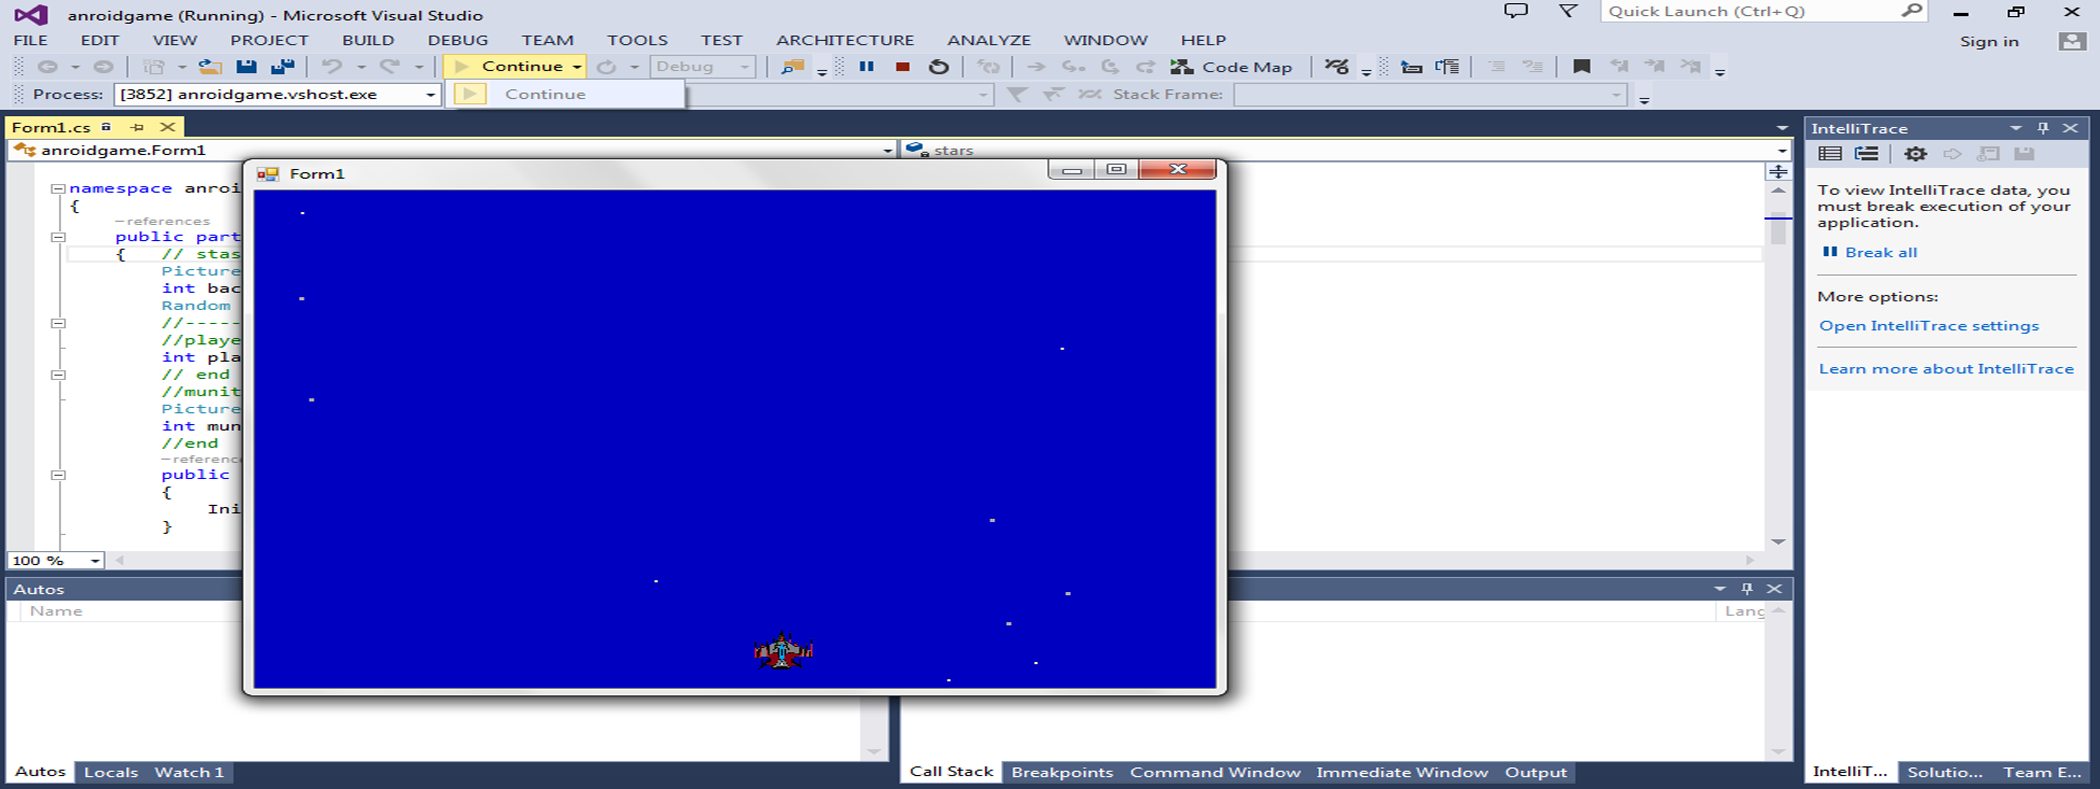 anroidgame (Running) - Microsoft Visual Studio
Quick Launch (Ctrl+Q)
FILE EDIT VIEW PROJECT BUILD DEBUG TEAM TOOLS TEST ARCHITECTURE ANALYZE WINDOW HELP
Sign in
Continue Debug Code Map
Process: [3852] anroidgame.vshost.exe Continue Stack Frame:
Form1.cs
IntelliTrace
anroidgame.Form1
stars
Form1
namespace anroi
{
references
public part
{ // stas
Picture
int bac
Random
//-----
//playe
int pla
// end
//munit
Picture
int mun
//end
reference
public
{
Ini
}
To view IntelliTrace data, you
must break execution of your
application.
Break all
More options:
Open IntelliTrace settings
Learn more about IntelliTrace
100 %
Autos
Name
Lang
Autos Locals Watch 1
Call Stack Breakpoints Command Window Immediate Window Output
IntelliT... Solutio... Team E...